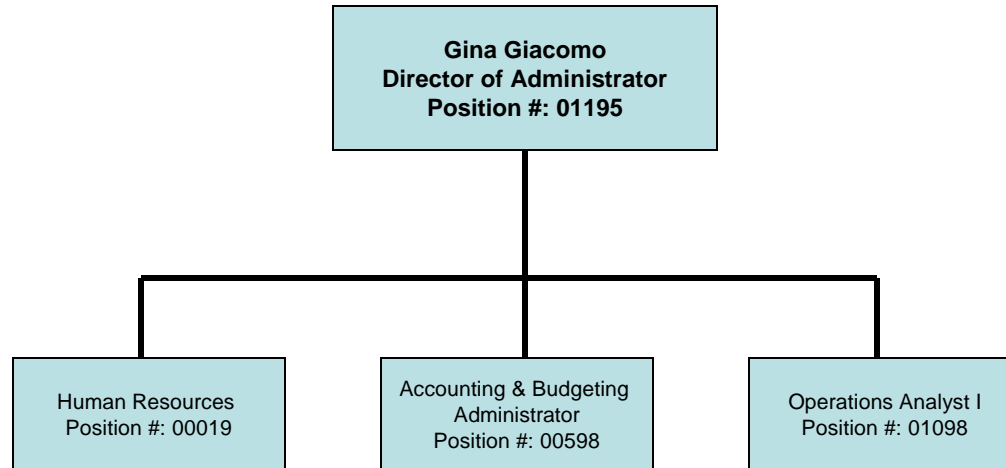 Gina Giacomo
Director of Administrator
Position #: 01195
Human Resources
Position #: 00019
Accounting & Budgeting
Administrator
Position #: 00598
Operations Analyst I
Position #: 01098